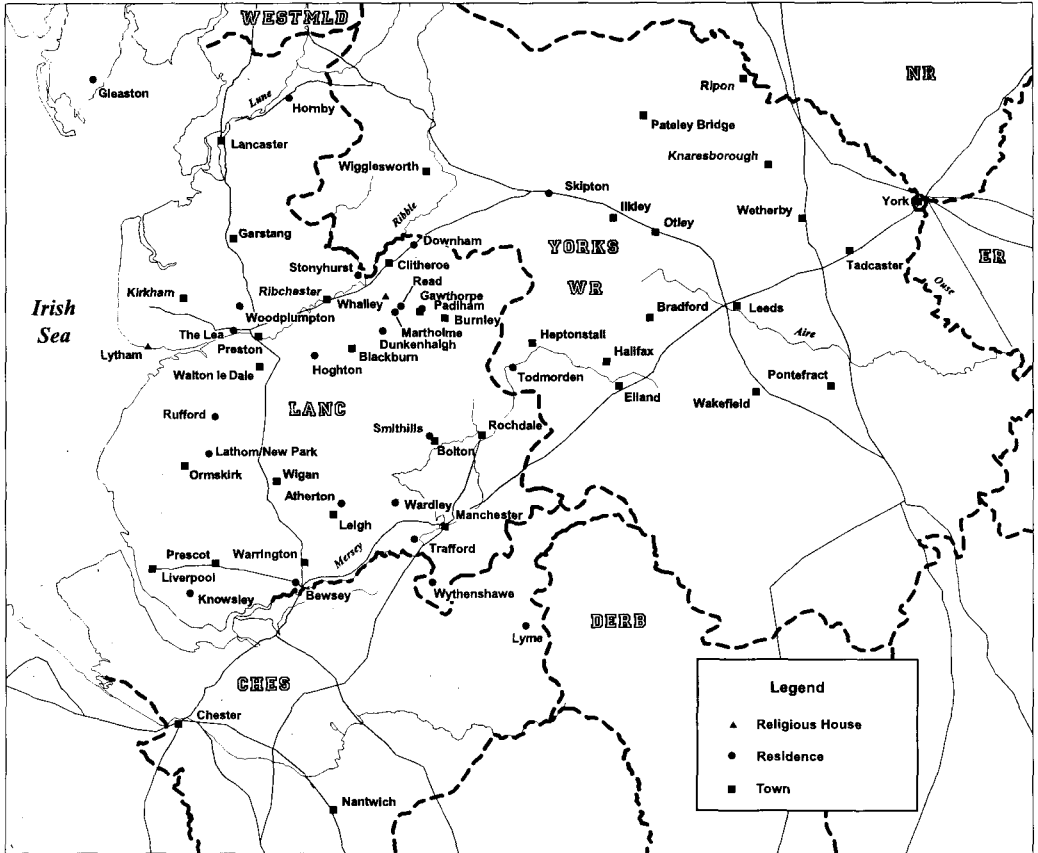 WESTMLD
NR
Gleaston
Ripon
Lune
Hornby
Pateley Bridge
Lancaster
Knaresborough
Wigglesworth
Skipton
Ilkley
York
Ribble
Wetherby
Otley
Garstang
Downham
YORKS
Tadcaster
ER
Clitheroe
Stonyhurst
Read
Ouse
Kirkham
Ribchester
Whalley
Gawthorpe
WR
Irish
Sea
Woodplumpton
Padiham
Bradford
Leeds
Burnley
The Lea
Martholme
Aire
Preston
Dunkenhalgh
Heptonstall
Lytham
Blackburn
Halifax
Hoghton
Walton le Dale
Todmorden
Pontefract
Elland
Wakefield
Rufford
LANC
Smithills
Rochdale
Bolton
Lathom/New Park
Ormskirk
Wigan
Atherton
Wardley
Leigh
Manchester
Mersey
Trafford
Prescot
Warrington
Liverpool
Knowsley
Bewsey
Wythenshawe
Lyme
DERB
CHES
Chester
Nantwich
Legend
Religious House
Residence
Town